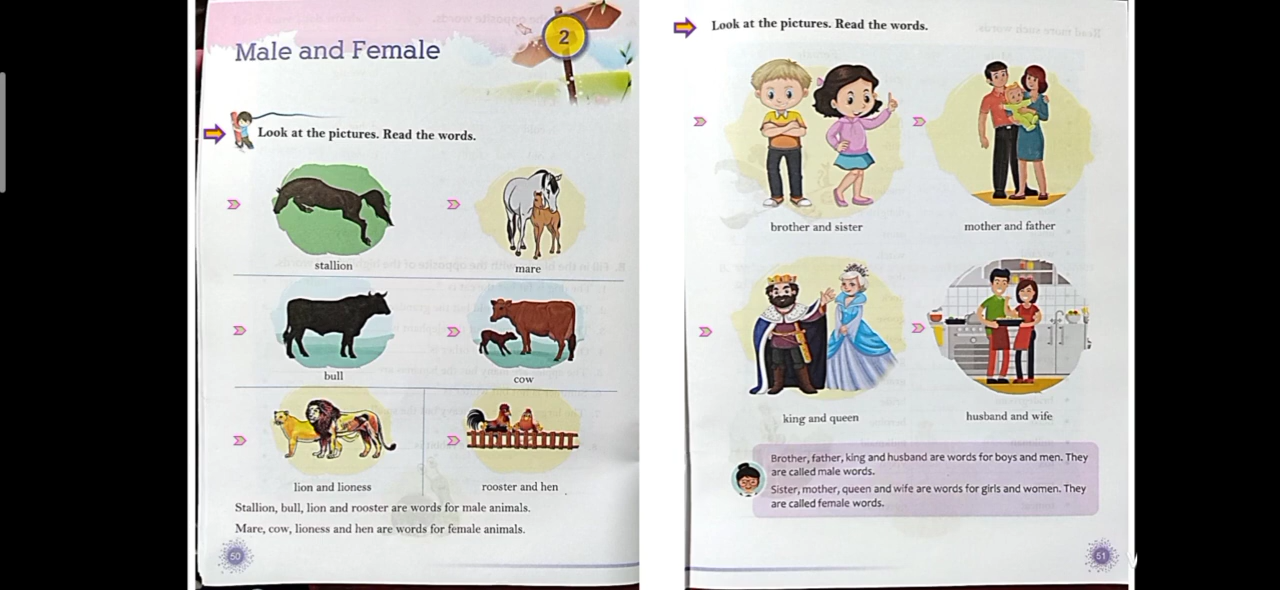 Male and Female
2
Look at the pictures. Read the words.
stallion
mare
bull
cow
lion and lioness
rooster and hen
Stallion, bull, lion and rooster are words for male animals.
Mare, cow, lioness and hen are words for female animals.
50
Look at the pictures. Read the words.
brother and sister
mother and father
king and queen
husband and wife
Brother, father, king and husband are words for boys and men. They
are called male words.
Sister, mother, queen and wife are words for girls and women. They
are called female words.
51